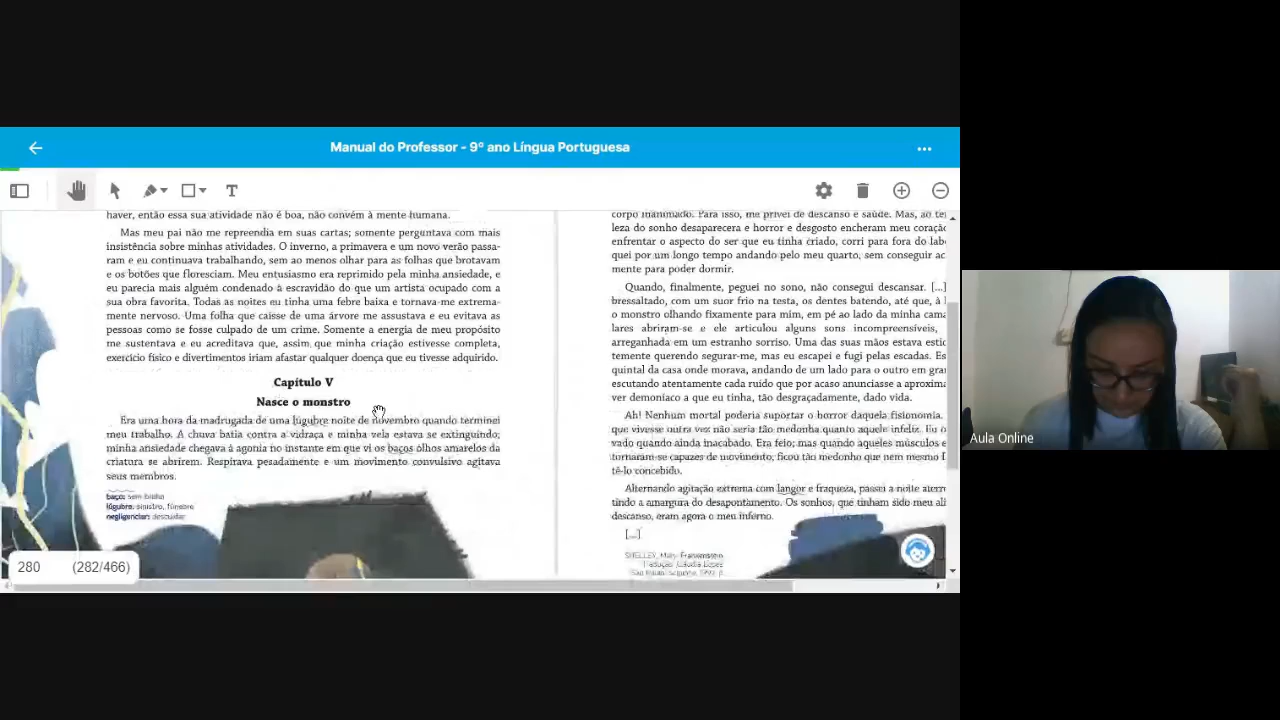 Manual do Professor - 9º ano Língua Portuguesa
haver, então essa sua atividade não é boa, não convém à mente humana.
Mas meu pai não me repreendia em suas cartas; somente perguntava com mais
insistência sobre minhas atividades. O inverno, a primavera e um novo verão passa-
ram e eu continuava trabalhando, sem ao menos olhar para as folhas que brotavam
e os botões que floresciam. Meu entusiasmo era reprimido pela minha ansiedade, e
eu parecia mais alguém condenado à escravidão do que um artista ocupado com a
sua obra favorita. Todas as noites eu tinha uma febre baixa e tornava-me extrema-
mente nervoso. Uma folha que caísse de uma árvore me assustava e eu evitava as
pessoas como se fosse culpado de um crime. Somente a energia de meu propósito
me sustentava e eu acreditava que, assim que minha criação estivesse completa,
exercício físico e divertimentos iriam afastar qualquer doença que eu tivesse adquirido.
Capítulo V
Nasce o monstro
Era uma hora da madrugada de uma lúgubre noite de novembro quando terminei
meu trabalho. A chuva batia contra a vidraça e minha vela estava se extinguindo;
minha ansiedade chegava à agonia no instante em que vi os baços olhos amarelos da
criatura se abrirem. Respirava pesadamente e um movimento convulsivo agitava
seus membros.
baço: sem brilho
lúgubre: sinistro, fúnebre
negligenciar: descuidar
280 (282/466)
corpo inanimado. Para isso, me privei de descanso e saúde. Mas, ao
leza do sonho desaparecera e horror e desgosto encheram meu coraçã
enfrentar o aspecto do ser que eu tinha criado, corri para fora do lab
quei por um longo tempo andando pelo meu quarto, sem conseguir ac
mente para poder dormir.
Quando, finalmente, peguei no sono, não consegui descansar. [...]
bressaltado, com um suor frio na testa, os dentes batendo, até que, à
o monstro olhando fixamente para mim, em pé ao lado da minha cama
lares abriram-se e ele articulou alguns sons incompreensíveis,
arreganhada em um estranho sorriso. Uma das suas mãos estava estic
temente querendo segurar-me, mas eu escapei e fugi pelas escadas. Es
quintal da casa onde morava, andando de um lado para o outro em gran
escutando atentamente cada ruído que por acaso anunciasse a aproxima
ver demoníaco a que eu tinha, tão desgraçadamente, dado vida.
Ah! Nenhum mortal poderia suportar o horror daquela fisionomia.
que vivesse outra vez não seria tão medonha quanto aquele infeliz. Eu o
vado quando ainda inacabado. Era feio; mas quando aqueles músculos e
tornaram-se capazes de movimento, ficou tão medonho que nem mesmo
tê-lo concebido.
Alternando agitação extrema com langor e fraqueza, passei a noite
tindo a amargura do desapontamento. Os sonhos, que tinham sido meu ali
descanso, eram agora o meu inferno.
[...]
SHELLEY, Mary. Frankenstein.
São Paulo:
Aula Online